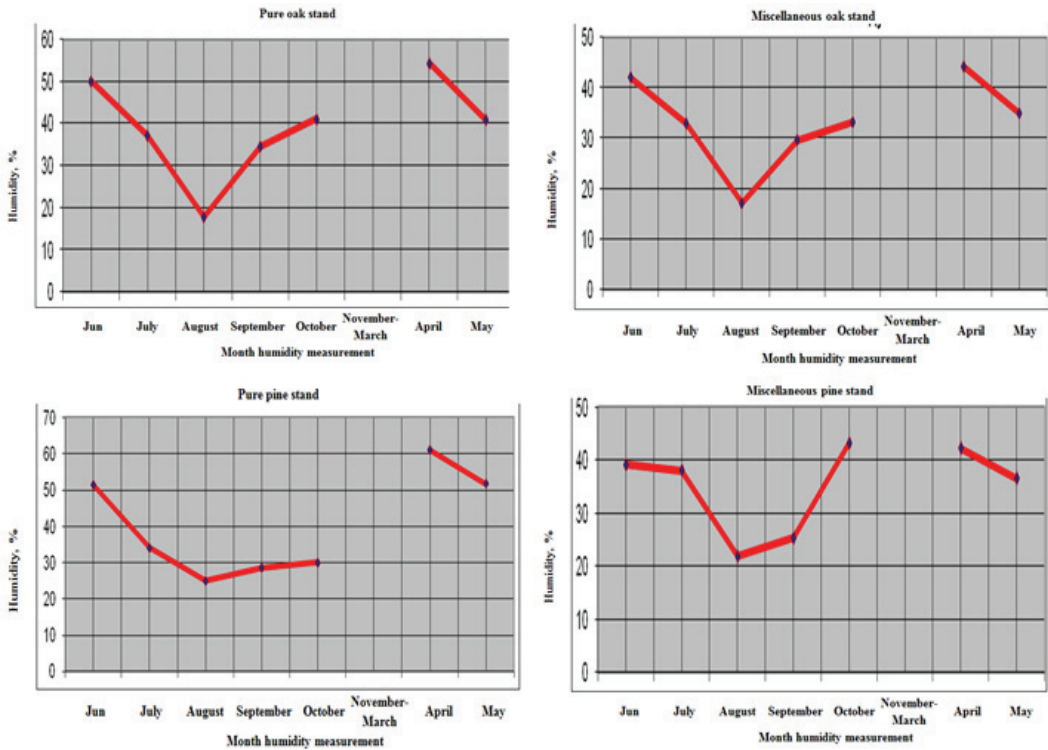 Pure oak stand
Humidity, %
60
50
40
30
20
10
0
Jun July August September October November-March April May
Month humidity measurement
Miscellaneous oak stand
Humidity, %
50
40
30
20
10
0
Jun July August September October November-March April May
Month humidity measurement
Pure pine stand
Humidity, %
70
60
50
40
30
20
10
0
Jun July August September October November-March April May
Month humidity measurement
Miscellaneous pine stand
Humidity, %
50
40
30
20
10
0
Jun July August September October November-March April May
Month humidity measurement